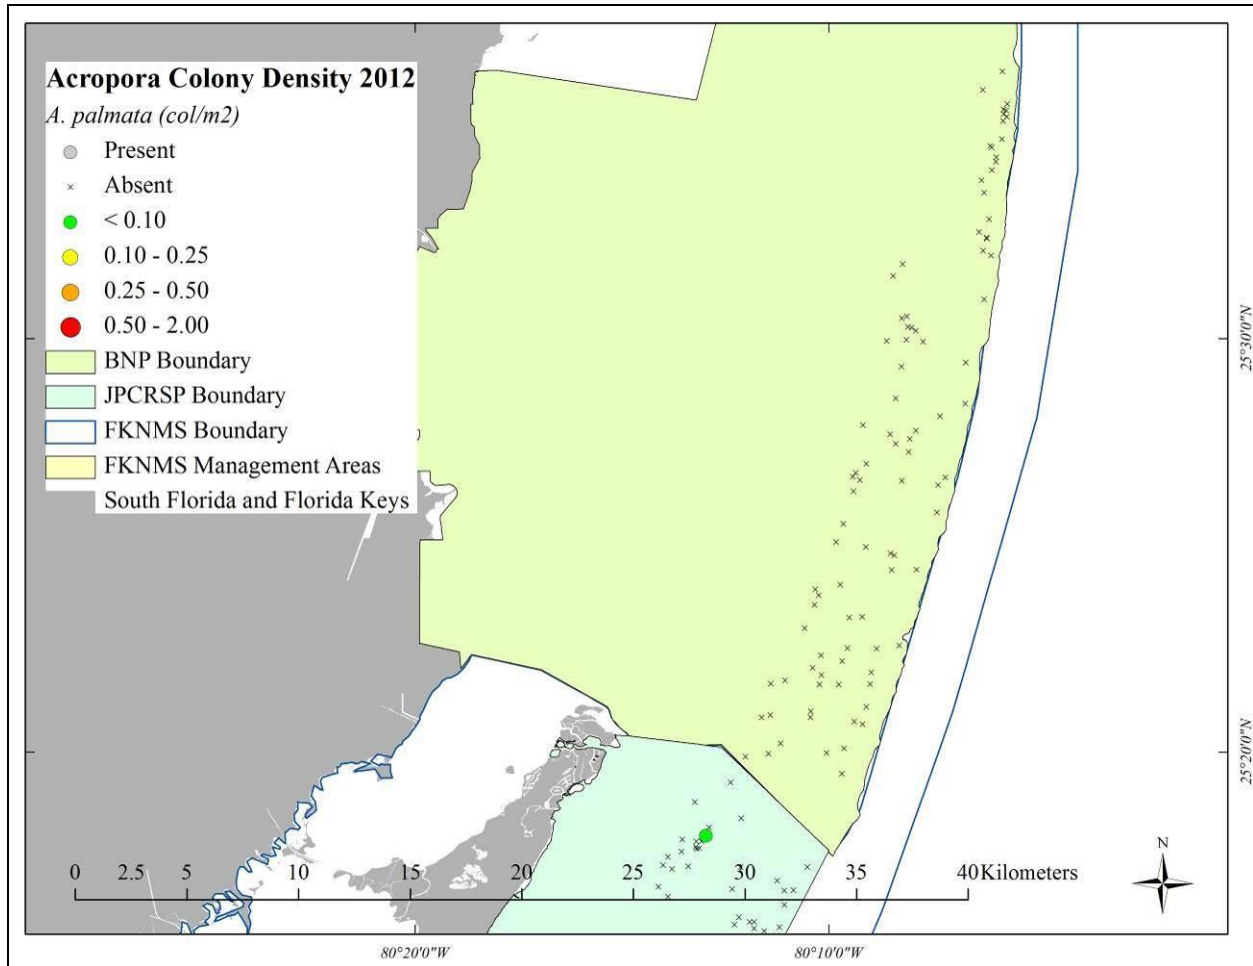 Acropora Colony Density 2012
A. palmata (col/m2)
Present
Absent
< 0.10
0.10 - 0.25
0.25 - 0.50
0.50 - 2.00
BNP Boundary
JPCRSP Boundary
FKNMS Boundary
FKNMS Management Areas
South Florida and Florida Keys
25°30'0"N
25°20'0"N
0 2.5 5 10 15 20 25 30 35 40 Kilometers
N
80°20'0"W 80°10'0"W